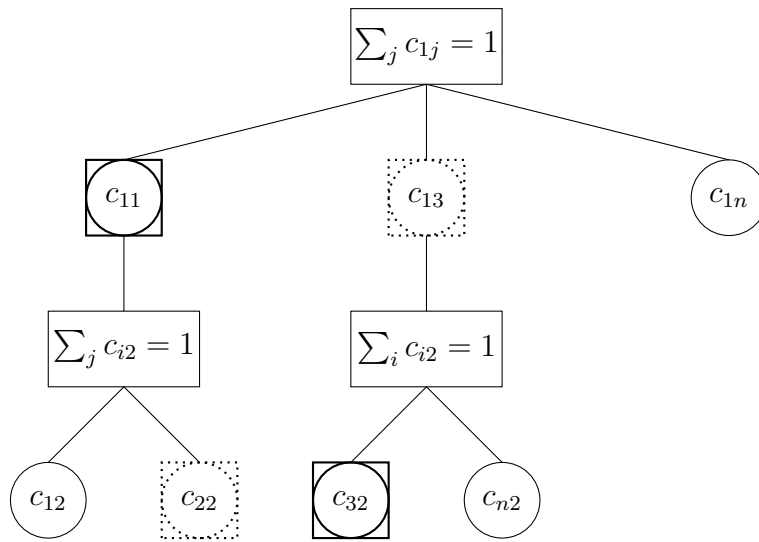 ∑_j c_{1j} = 1
c_{11} c_{13} c_{1n}
∑_j c_{i2} = 1 ∑_i c_{i2} = 1
c_{12} c_{22} c_{32} c_{n2}